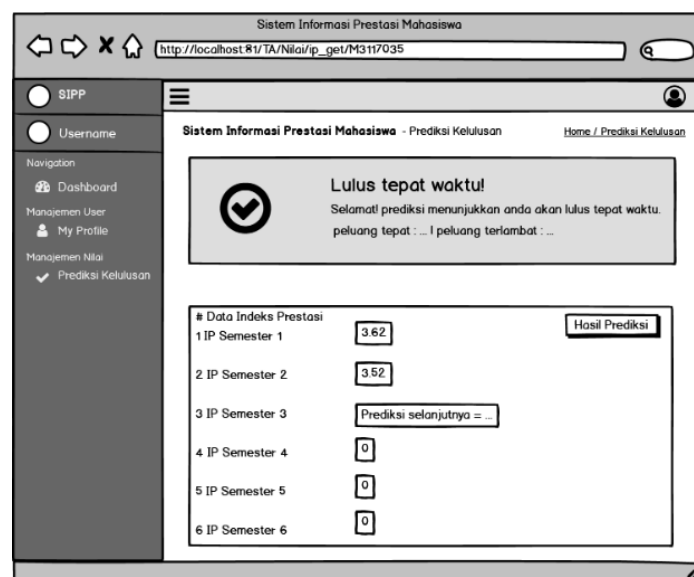 Sistem Informasi Prestasi Mahasiswa
http://localhost:81/TA/Nilai/ip_get/M3117035
SIPP
Username
Sistem Informasi Prestasi Mahasiswa - Prediksi Kelulusan
Home / Prediksi Kelulusan
Navigation
Dashboard
Manajemen User
My Profile
Manajemen Nilai
Prediksi Kelulusan
Lulus tepat waktu!
Selamat! prediksi menunjukkan anda akan lulus tepat waktu.
peluang tepat : ... | peluang terlambat : ...
# Data Indeks Prestasi
Hasil Prediksi
1 IP Semester 1 3.62
2 IP Semester 2 3.52
3 IP Semester 3 Prediksi selanjutnya = ...
4 IP Semester 4 0
5 IP Semester 5 0
6 IP Semester 6 0